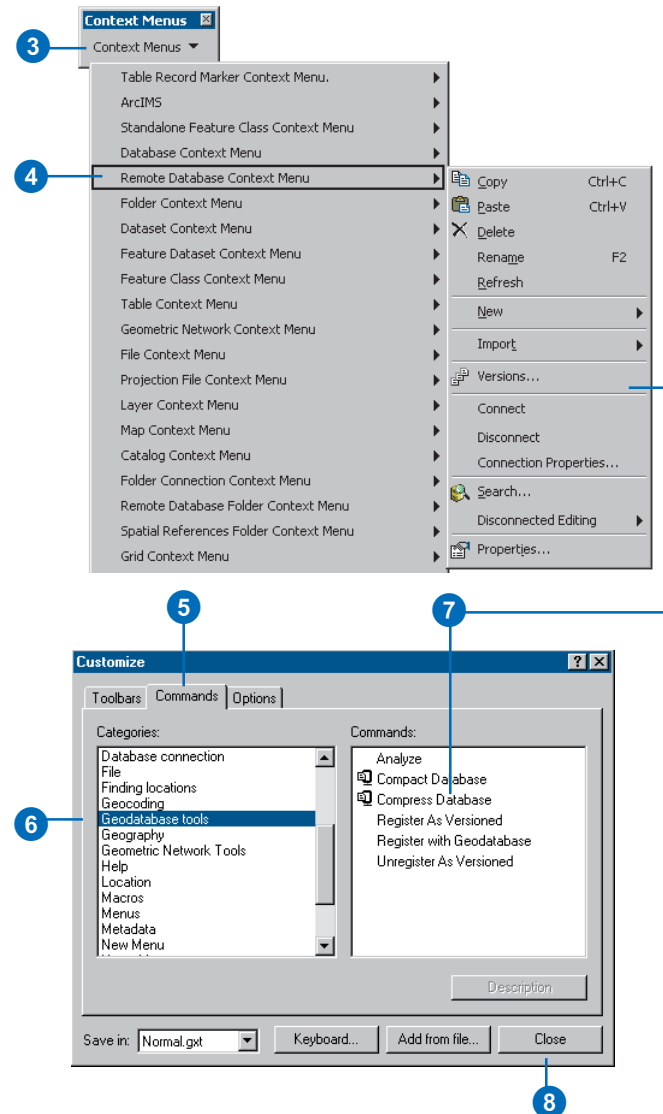 Context Menus
3
Context Menus
Table Record Marker Context Menu.
ArcIMS
Standalone Feature Class Context Menu
Database Context Menu
4
Remote Database Context Menu
Folder Context Menu
Dataset Context Menu
Feature Dataset Context Menu
Feature Class Context Menu
Table Context Menu
Geometric Network Context Menu
File Context Menu
Projection File Context Menu
Layer Context Menu
Map Context Menu
Catalog Context Menu
Folder Connection Context Menu
Remote Database Folder Context Menu
Spatial References Folder Context Menu
Grid Context Menu
Copy Ctrl+C
Paste Ctrl+V
Delete
Rename F2
Refresh
New
Import
Versions...
Connect
Disconnect
Connection Properties...
Search...
Disconnected Editing
Properties...
5
7
Customize
Toolbars Commands Options
Categories:
Database connection
File
Finding locations
Geocoding
6
Geodatabase tools
Geography
Geometric Network Tools
Help
Location
Macros
Menus
Metadata
New Menu
Commands:
Analyze
Compact Database
Compress Database
Register As Versioned
Register with Geodatabase
Unregister As Versioned
Description
Save in: Normal.gxt Keyboard... Add from file... Close
8